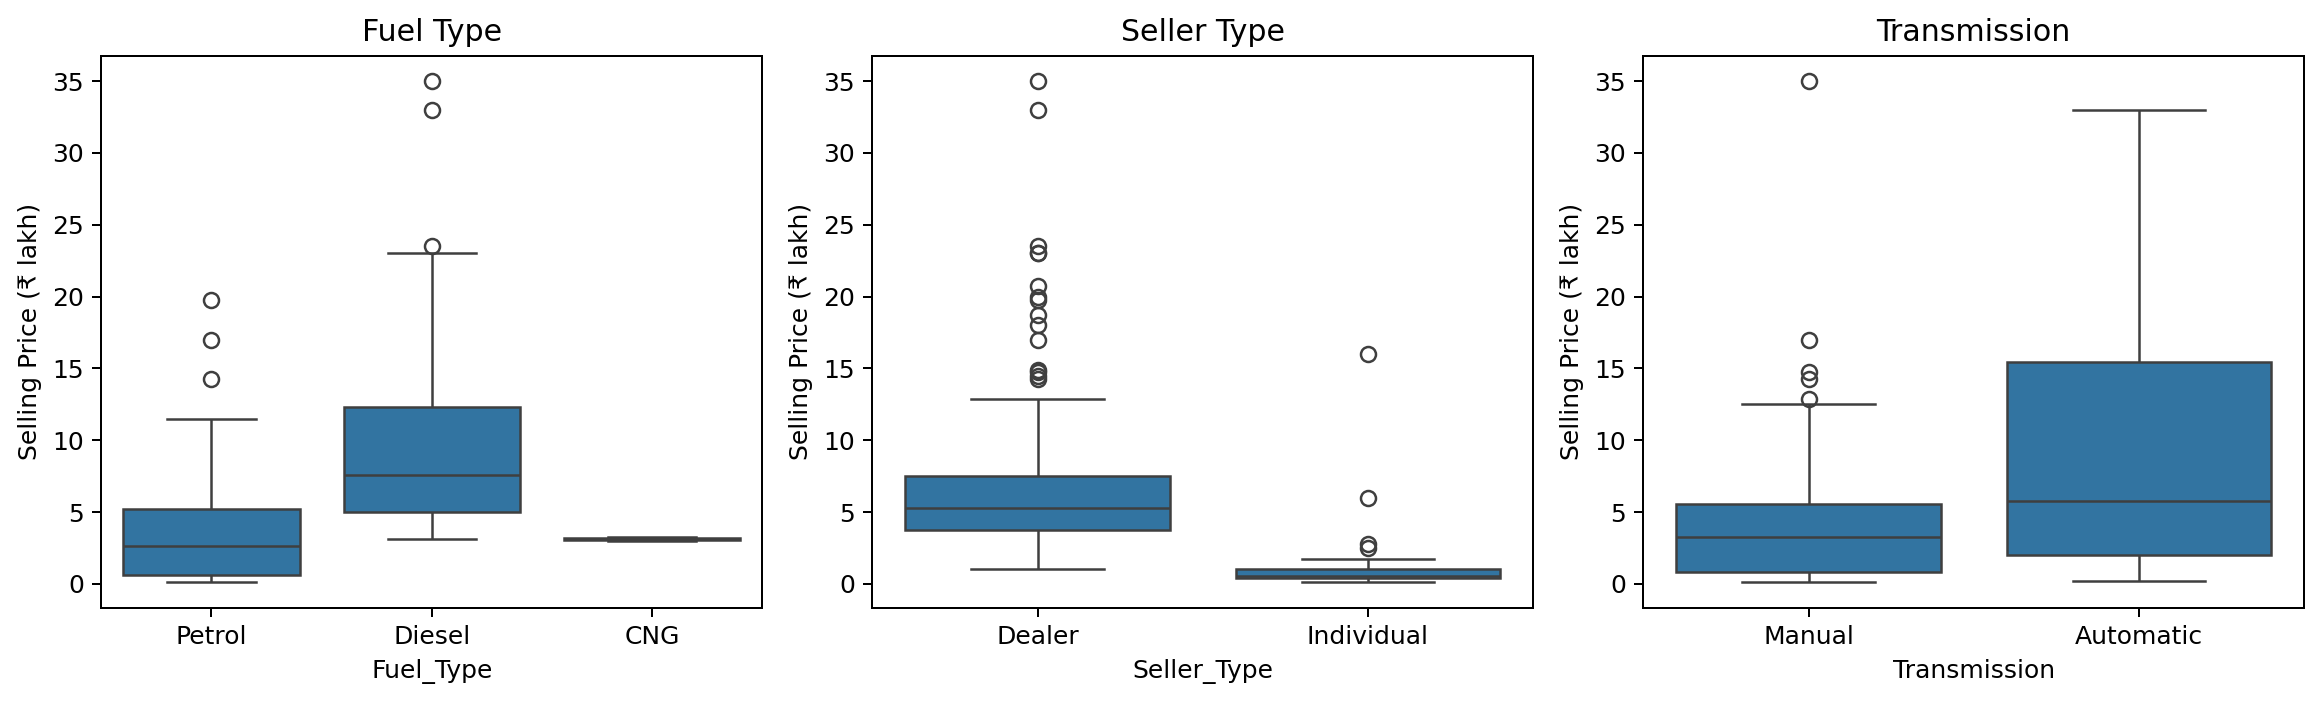 Fuel Type
Selling Price (₹ lakh)
35
30
25
20
15
10
5
0
Petrol
Diesel
CNG
Fuel_Type
Seller Type
Selling Price (₹ lakh)
35
30
25
20
15
10
5
0
Dealer
Individual
Seller_Type
Transmission
Selling Price (₹ lakh)
35
30
25
20
15
10
5
0
Manual
Automatic
Transmission